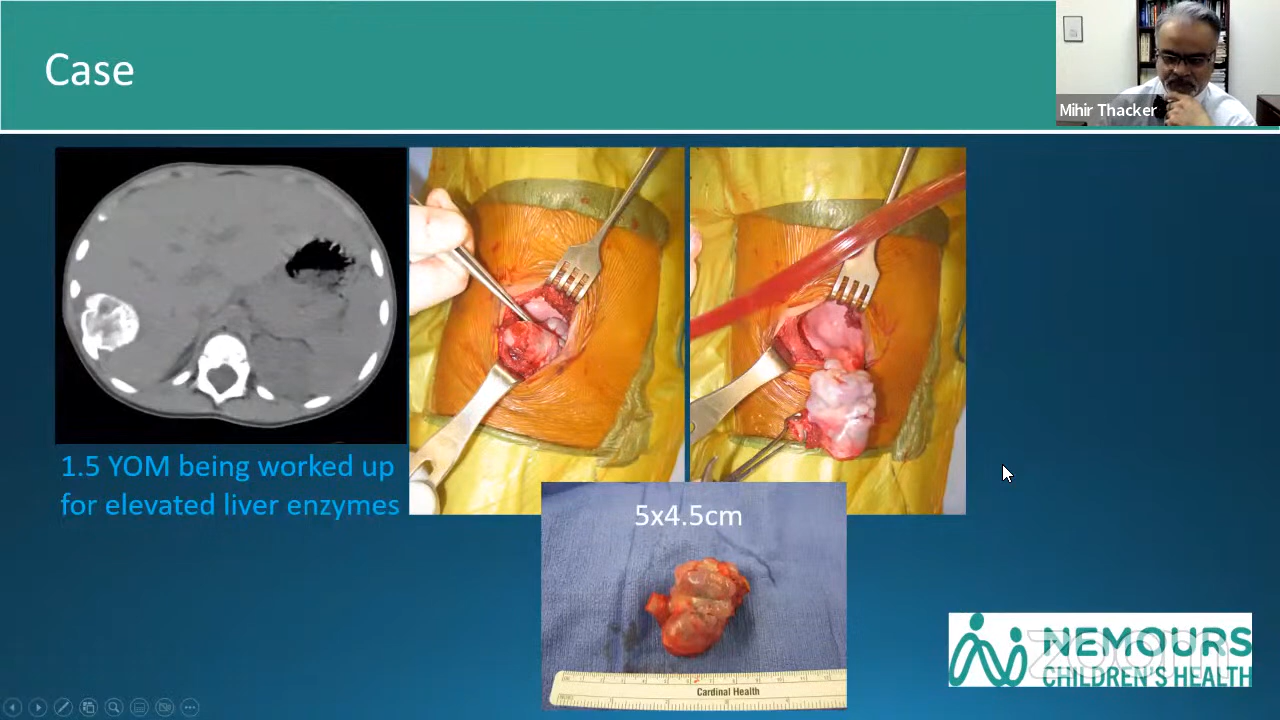 Case
Mihir Thacker
1.5 YOM being worked up
for elevated liver enzymes
5x4.5cm
Cardinal Health
NEMOURS
zoom
CHILDREN'S HEALTH